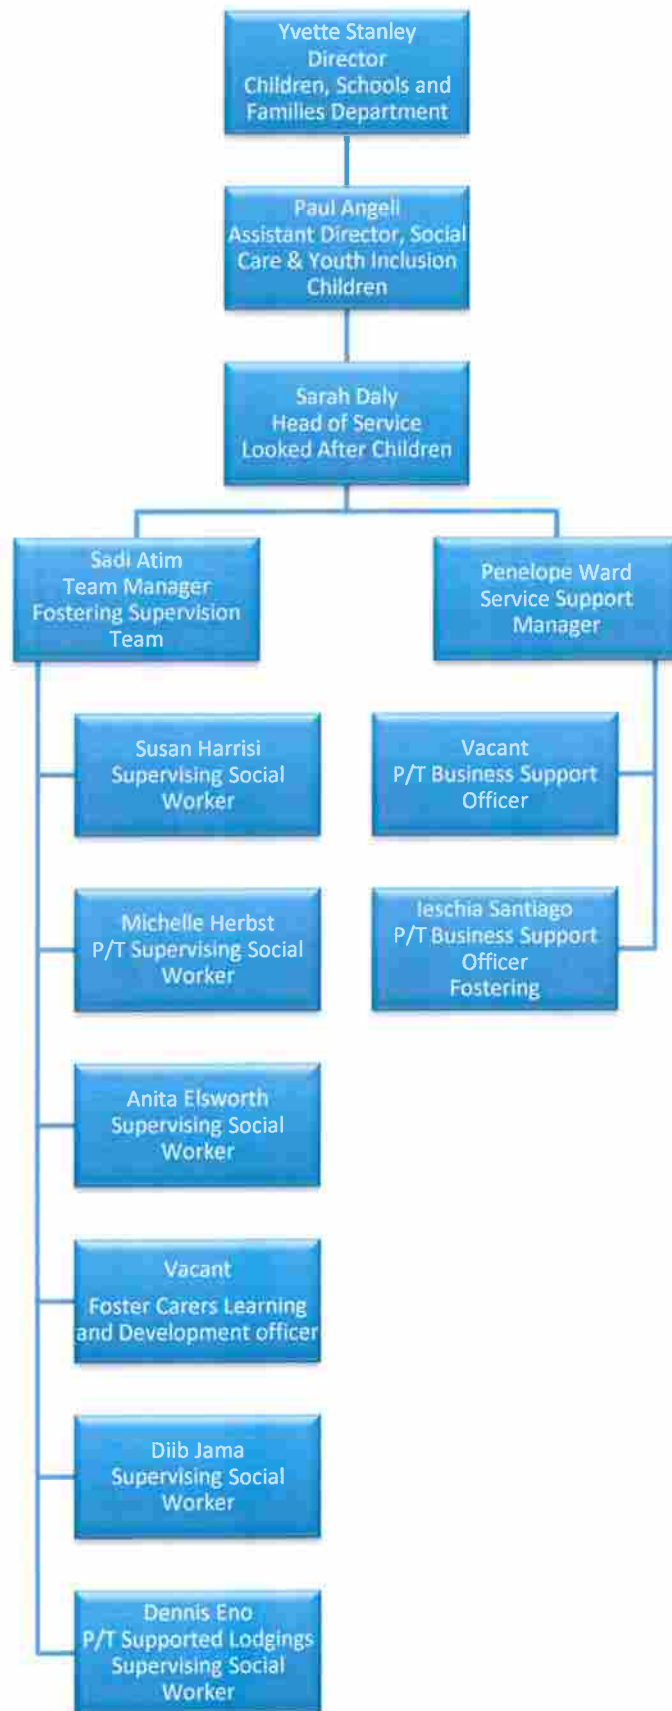 Yvette Stanley
Director
Children, Schools and
Families Department
Paul Angeli
Assistant Director, Social
Care & Youth Inclusion
Children
Sarah Daly
Head of Service
Looked After Children
Sadi Atim
Team Manager
Fostering Supervision
Team
Penelope Ward
Service Support
Manager
Susan Harrisi
Supervising Social
Worker
Vacant
P/T Business Support
Officer
Michelle Herbst
P/T Supervising Social
Worker
Ieschia Santiago
P/T Business Support
Officer
Fostering
Anita Elsworth
Supervising Social
Worker
Vacant
Foster Carers Learning
and Development officer
Diib Jama
Supervising Social
Worker
Dennis Eno
P/T Supported Lodgings
Supervising Social
Worker